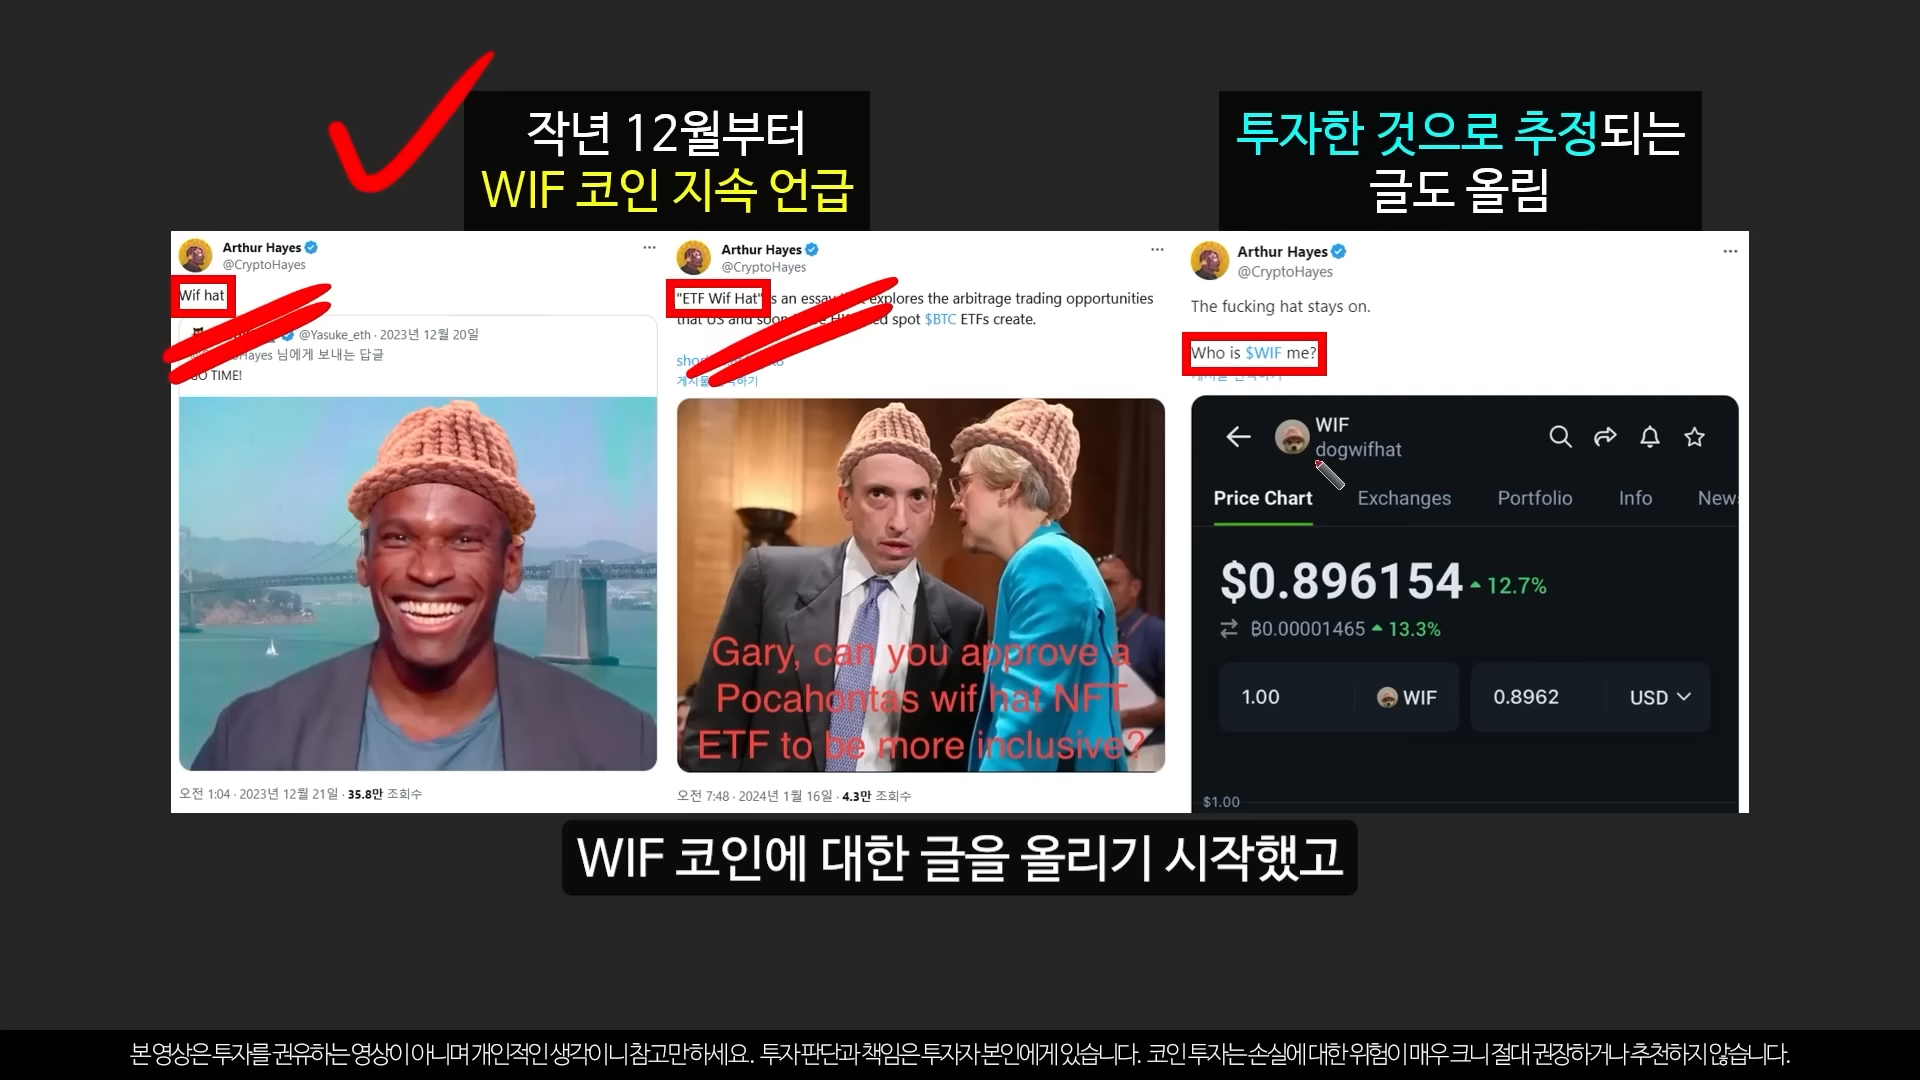 작년 12월부터
WIF 코인 지속 언급
투자한 것으로 추정되는
글도 올림
Arthur Hayes
@CryptoHayes
Wif hat
@Yasuke_eth · 2023년 12월 20일
Hayes 님에게 보내는 답글
GO TIME!
오전 1:04 · 2023년 12월 21일 · 35.8만 조회수
Arthur Hayes
@CryptoHayes
"ETF Wif Hat" is an essay explores the arbitrage trading opportunities
that US and soon spot $BTC ETFs create.
게시물
Gary, can you approve a
Pocahontas wif hat NFT
ETF to be more inclusive?
오전 7:48 · 2024년 1월 16일 · 4.3만 조회수
Arthur Hayes
@CryptoHayes
The fucking hat stays on.
Who is $WIF me?
WIF
dogwifhat
Price Chart Exchanges Portfolio Info News
$0.896154 12.7%
₿0.00001465 13.3%
1.00 WIF 0.8962 USD
$1.00
WIF 코인에 대한 글을 올리기 시작했고
본 영상은 투자를 권유하는 영상이 아니며 개인적인 생각이니 참고만 하세요. 투자 판단과 책임은 투자자 본인에게 있습니다. 코인 투자는 손실에 대한 위험이 매우 크니 절대 권장하거나 추천하지 않습니다.